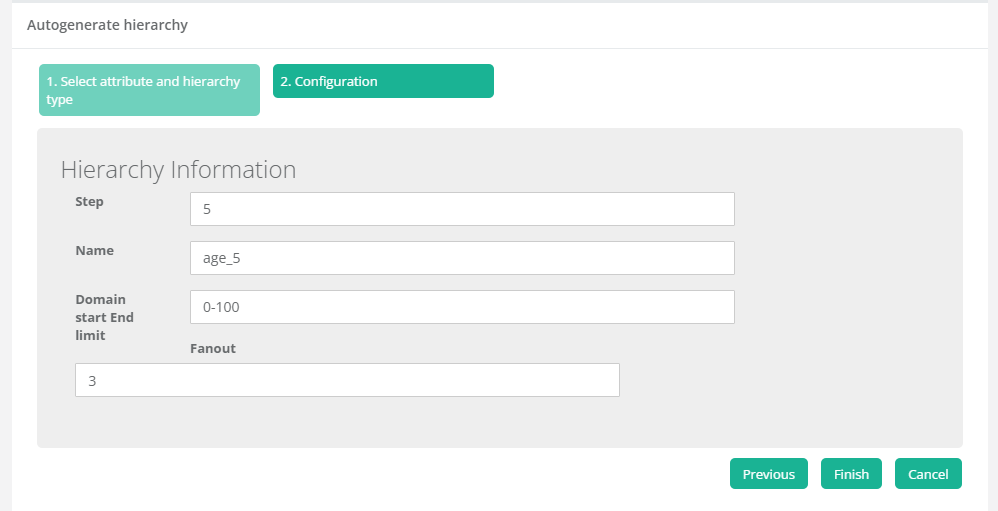 Autogenerate hierarchy
1. Select attribute and hierarchy
type
2. Configuration
Hierarchy Information
Step
5
Name
age_5
Domain
start End
limit
0-100
Fanout
3
Previous
Finish
Cancel